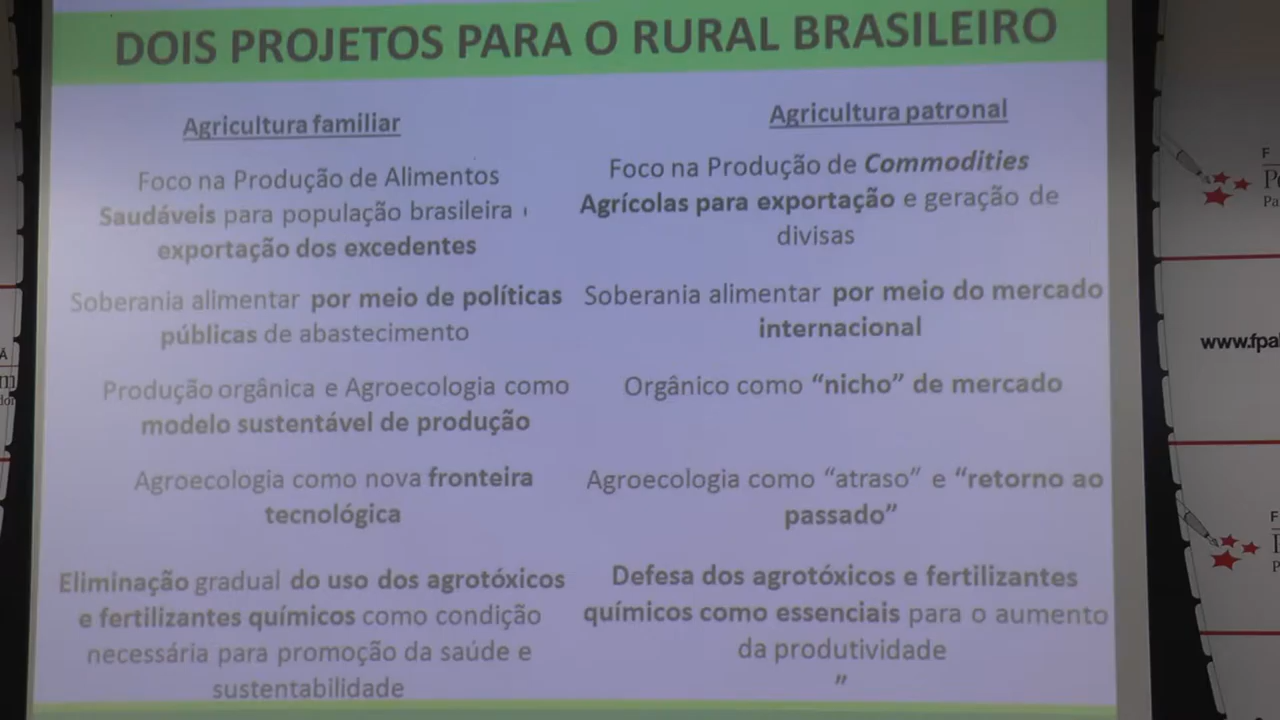 DOIS PROJETOS PARA O RURAL BRASILEIRO
Agricultura familiar
Foco na Produção de Alimentos
Saudáveis para população brasileira
exportação dos excedentes
Soberania alimentar por meio de políticas
públicas de abastecimento
Produção orgânica e Agroecologia como
modelo sustentável de produção
Agroecologia como nova fronteira
tecnológica
Eliminação gradual do uso dos agrotóxicos
e fertilizantes químicos como condição
necessária para promoção da saúde e
sustentabilidade
Agricultura patronal
Foco na Produção de Commodities
Agrícolas para exportação e geração de
divisas
Soberania alimentar por meio do mercado
internacional
Orgânico como “nicho” de mercado
Agroecologia como “atraso” e “retorno ao
passado”
Defesa dos agrotóxicos e fertilizantes
químicos como essenciais para o aumento
da produtividade
”
www.fpa